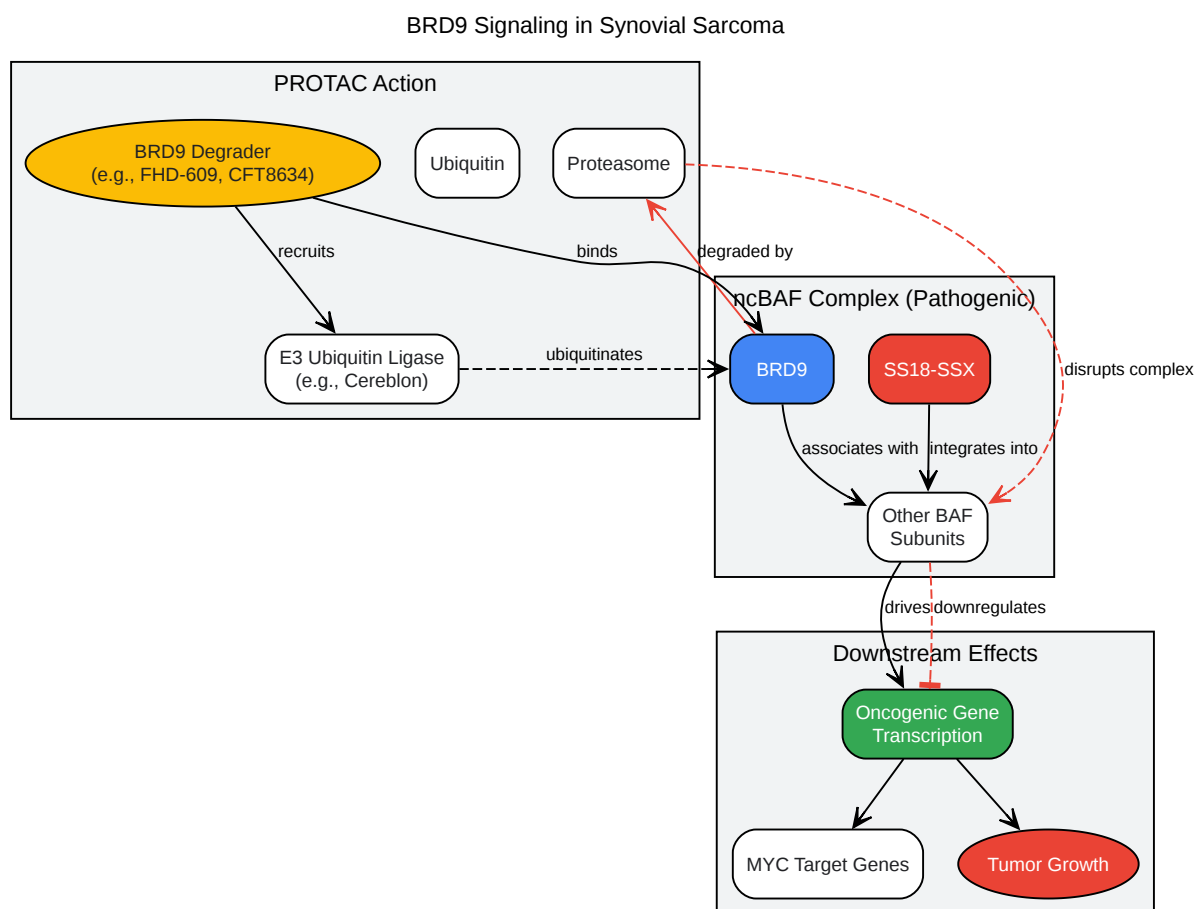 BRD9 Signaling in Synovial Sarcoma
PROTAC Action
BRD9 Degrader
(e.g., FHD-609, CFT8634)
Ubiquitin
Proteasome
recruits
binds
degraded by
ncBAF Complex (Pathogenic)
E3 Ubiquitin Ligase
(e.g., Cereblon)
ubiquitinates
BRD9
SS18-SSX
disrupts complex
associates with
integrates into
Other BAF
Subunits
drives
downregulates
Downstream Effects
Oncogenic Gene
Transcription
MYC Target Genes
Tumor Growth